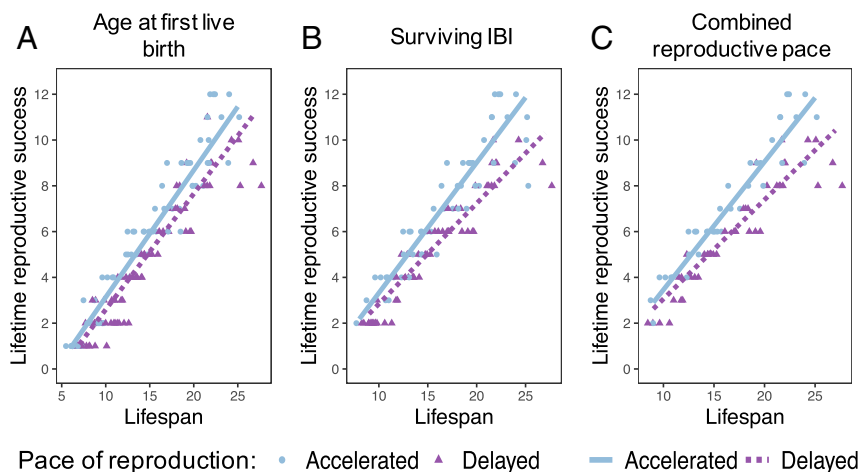 A
Age at first live
birth
B
Surviving IBI
C
Combined
reproductive pace
Lifetime reproductive success
12
10
8
6
4
2
0
5 10 15 20 25
Lifespan
Lifetime reproductive success
12
10
8
6
4
2
0
10 15 20 25
Lifespan
Lifetime reproductive success
12
10
8
6
4
2
0
10 15 20 25
Lifespan
Pace of reproduction: Accelerated Delayed Accelerated Delayed